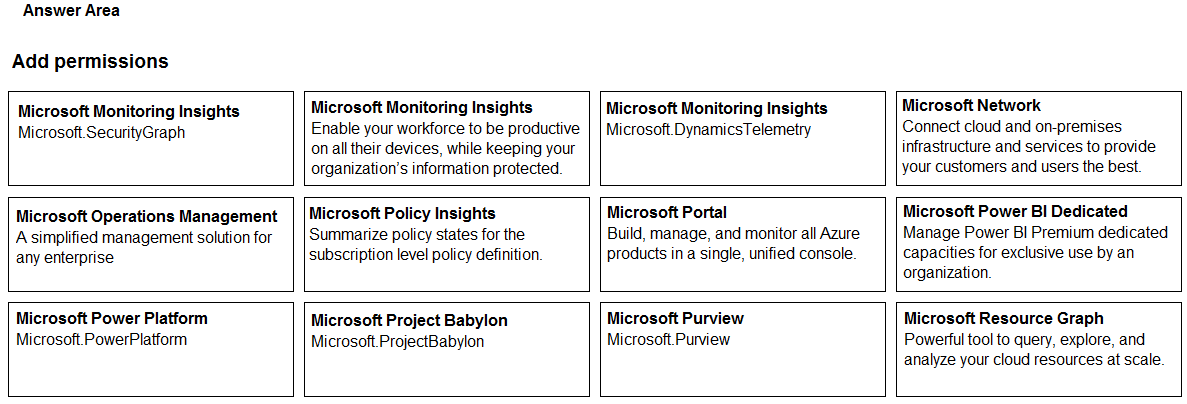 Answer Area
Add permissions
Microsoft Monitoring Insights
Microsoft.SecurityGraph
Microsoft Monitoring Insights
Enable your workforce to be productive
on all their devices, while keeping your
organization's information protected.
Microsoft Monitoring Insights
Microsoft.DynamicsTelemetry
Microsoft Network
Connect cloud and on-premises
infrastructure and services to provide
your customers and users the best.
Microsoft Operations Management
A simplified management solution for
any enterprise
Microsoft Policy Insights
Summarize policy states for the
subscription level policy definition.
Microsoft Portal
Build, manage, and monitor all Azure
products in a single, unified console.
Microsoft Power BI Dedicated
Manage Power BI Premium dedicated
capacities for exclusive use by an
organization.
Microsoft Power Platform
Microsoft.PowerPlatform
Microsoft Project Babylon
Microsoft.ProjectBabylon
Microsoft Purview
Microsoft.Purview
Microsoft Resource Graph
Powerful tool to query, explore, and
analyze your cloud resources at scale.